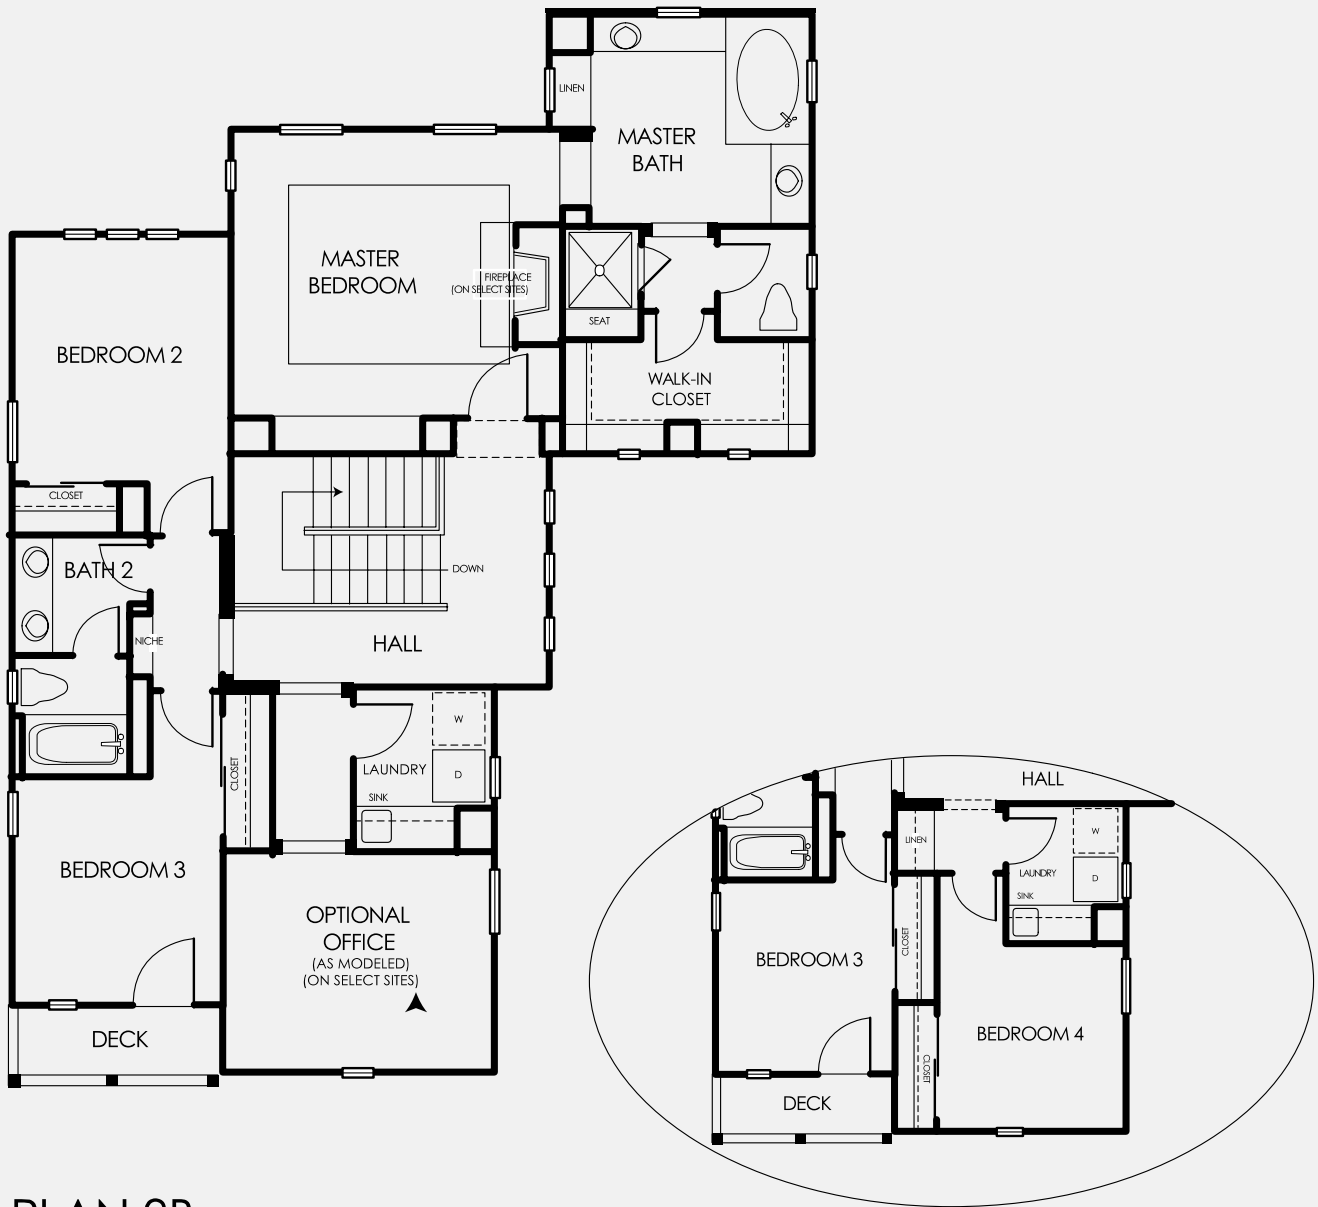 LINEN
MASTER
BATH
MASTER
BEDROOM
FIREPLACE
(ON SELECT SITES)
SEAT
BEDROOM 2
WALK-IN
CLOSET
CLOSET
BATH 2
DOWN
NICHE
HALL
W
CLOSET
LAUNDRY
D
SINK
BEDROOM 3
OPTIONAL
OFFICE
(AS MODELED)
(ON SELECT SITES)
DECK
HALL
LINEN
W
LAUNDRY
D
SINK
CLOSET
BEDROOM 3
BEDROOM 4
CLOSET
DECK